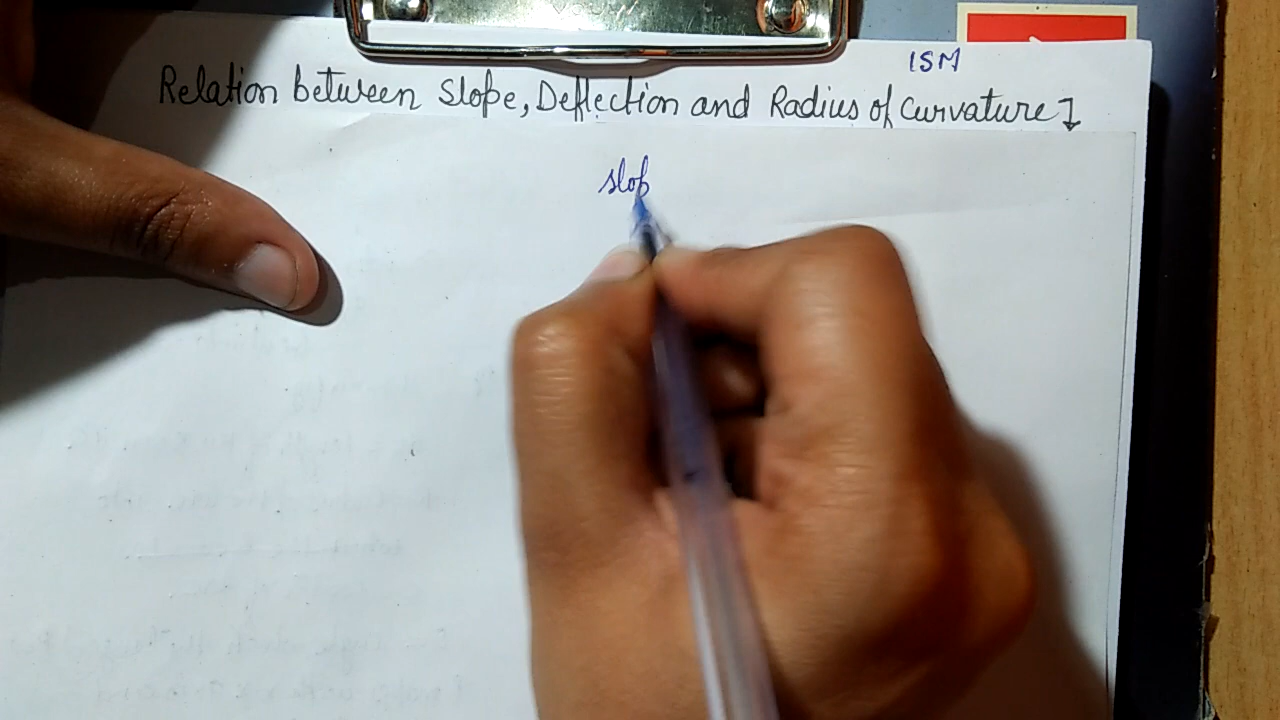 ISM
Relation between Slope, Deflection and Radius of Curvature
slop